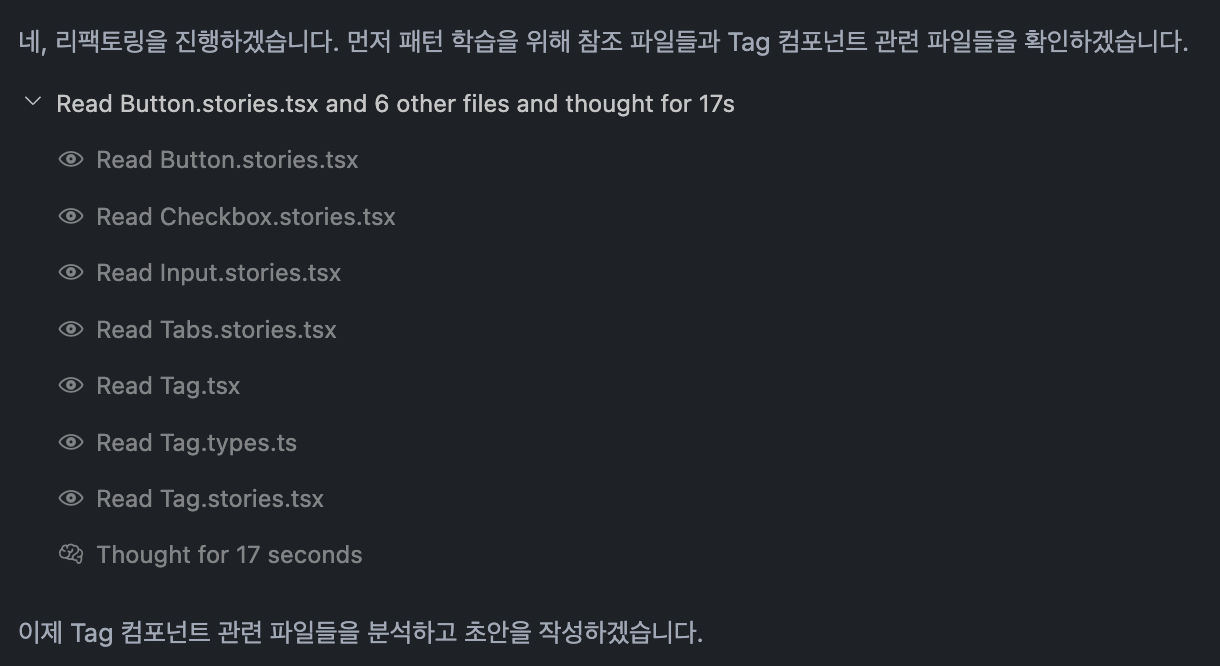 네, 리팩토링을 진행하겠습니다. 먼저 패턴 학습을 위해 참조 파일들과 Tag 컴포넌트 관련 파일들을 확인하겠습니다.
Read Button.stories.tsx and 6 other files and thought for 17s
Read Button.stories.tsx
Read Checkbox.stories.tsx
Read Input.stories.tsx
Read Tabs.stories.tsx
Read Tag.tsx
Read Tag.types.ts
Read Tag.stories.tsx
Thought for 17 seconds
이제 Tag 컴포넌트 관련 파일들을 분석하고 초안을 작성하겠습니다.